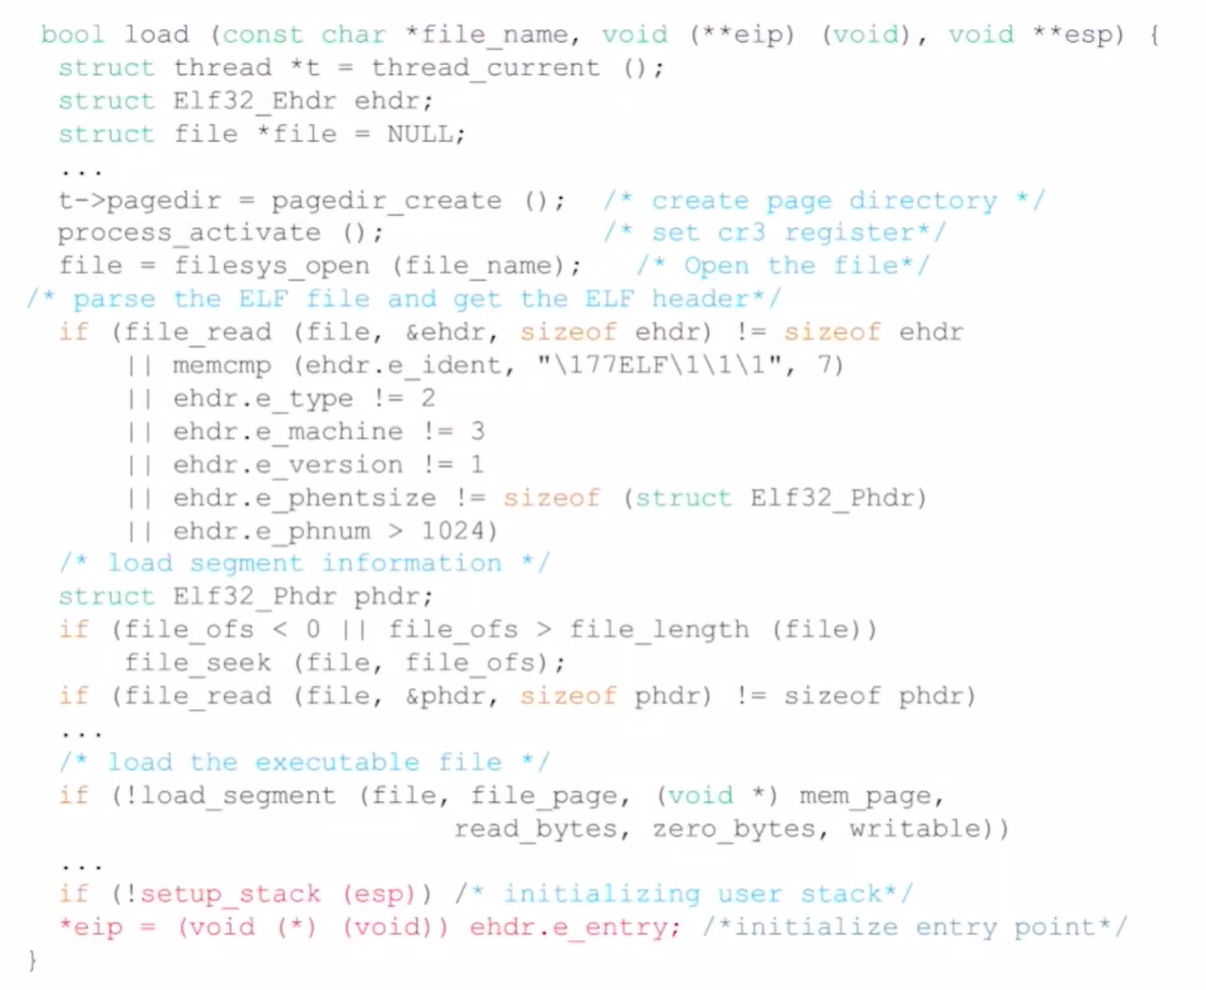 bool load (const char *file_name, void (**eip) (void), void **esp) {
struct thread *t = thread_current ();
struct Elf32_Ehdr ehdr;
struct file *file = NULL;
...
t->pagedir = pagedir_create (); /* create page directory */
process_activate (); /* set cr3 register*/
file = filesys_open (file_name); /* Open the file*/
/* parse the ELF file and get the ELF header*/
if (file_read (file, &ehdr, sizeof ehdr) != sizeof ehdr
|| memcmp (ehdr.e_ident, "\177ELF\1\1\1", 7)
|| ehdr.e_type != 2
|| ehdr.e_machine != 3
|| ehdr.e_version != 1
|| ehdr.e_phentsize != sizeof (struct Elf32_Phdr)
|| ehdr.e_phnum > 1024)
/* load segment information */
struct Elf32_Phdr phdr;
if (file_ofs < 0 || file_ofs > file_length (file))
file_seek (file, file_ofs);
if (file_read (file, &phdr, sizeof phdr) != sizeof phdr)
...
/* load the executable file */
if (!load_segment (file, file_page, (void *) mem_page,
read_bytes, zero_bytes, writable))
...
if (!setup_stack (esp)) /* initializing user stack*/
*eip = (void (*) (void)) ehdr.e_entry; /*initialize entry point*/
}